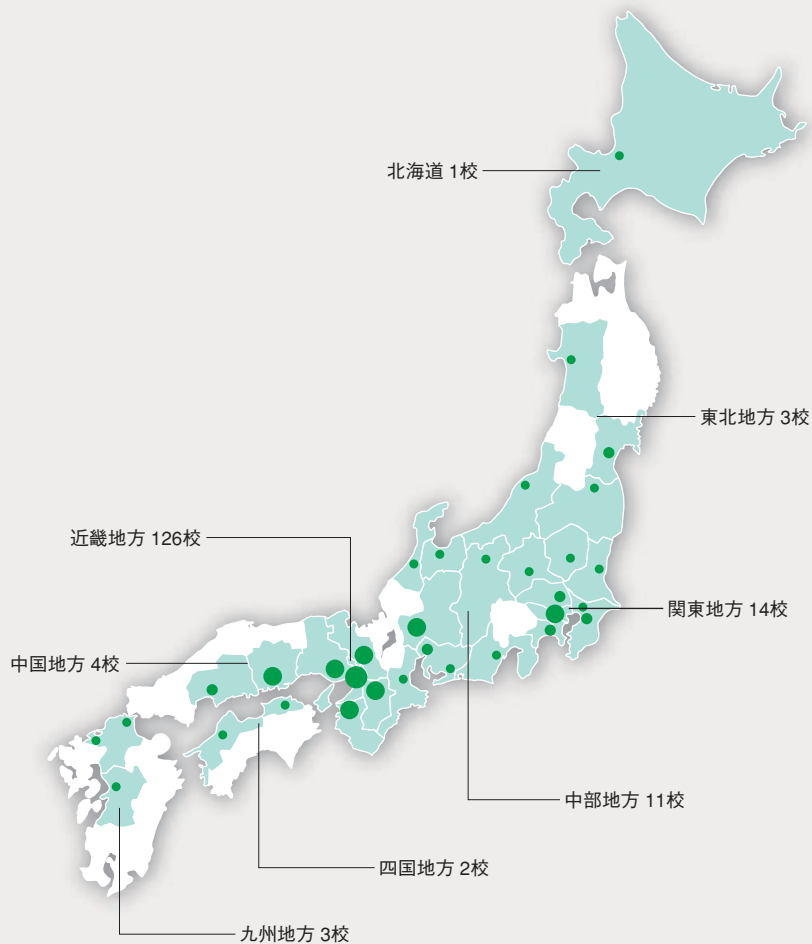 北海道 1校
東北地方 3校
近畿地方 126校
関東地方 14校
中国地方 4校
中部地方 11校
四国地方 2校
九州地方 3校